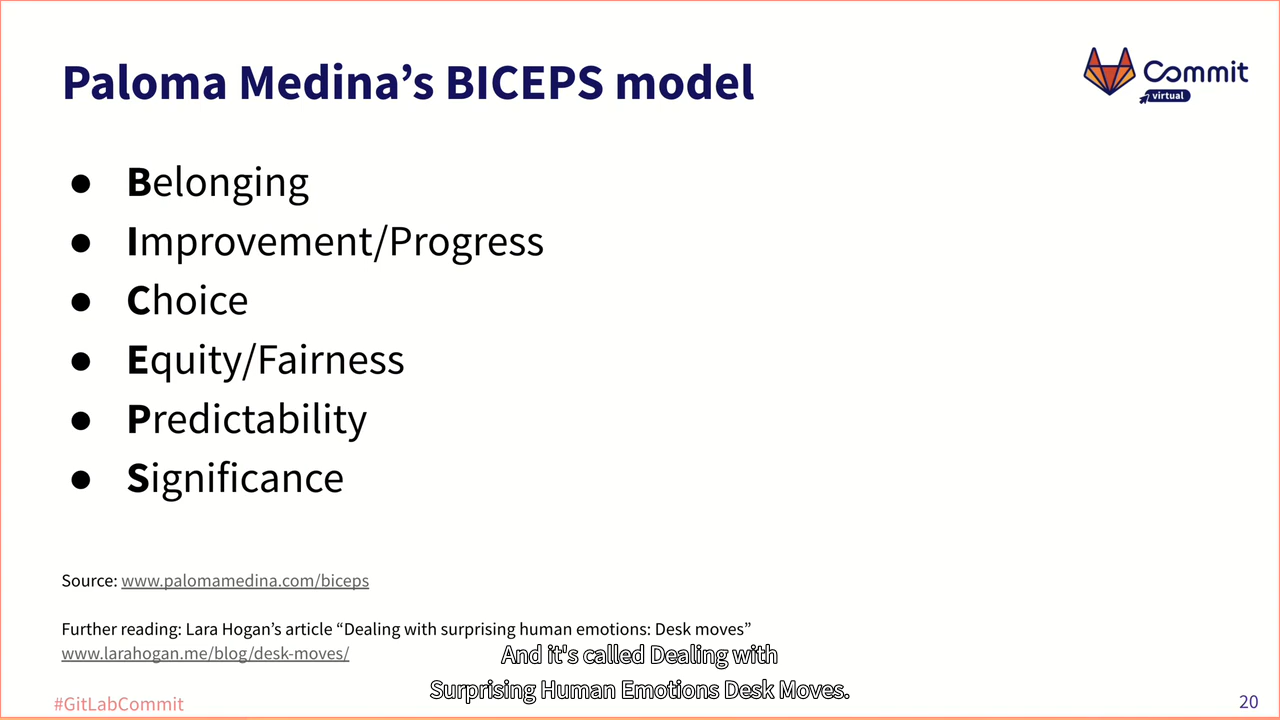 Paloma Medina’s BICEPS model
Commit
virtual
● Belonging
● Improvement/Progress
● Choice
● Equity/Fairness
● Predictability
● Significance
Source: www.palomamedina.com/biceps
Further reading: Lara Hogan’s article “Dealing with surprising human emotions: Desk moves”
www.larahogan.me/blog/desk-moves/
And it's called Dealing with
Surprising Human Emotions Desk Moves.
#GitLabCommit
20